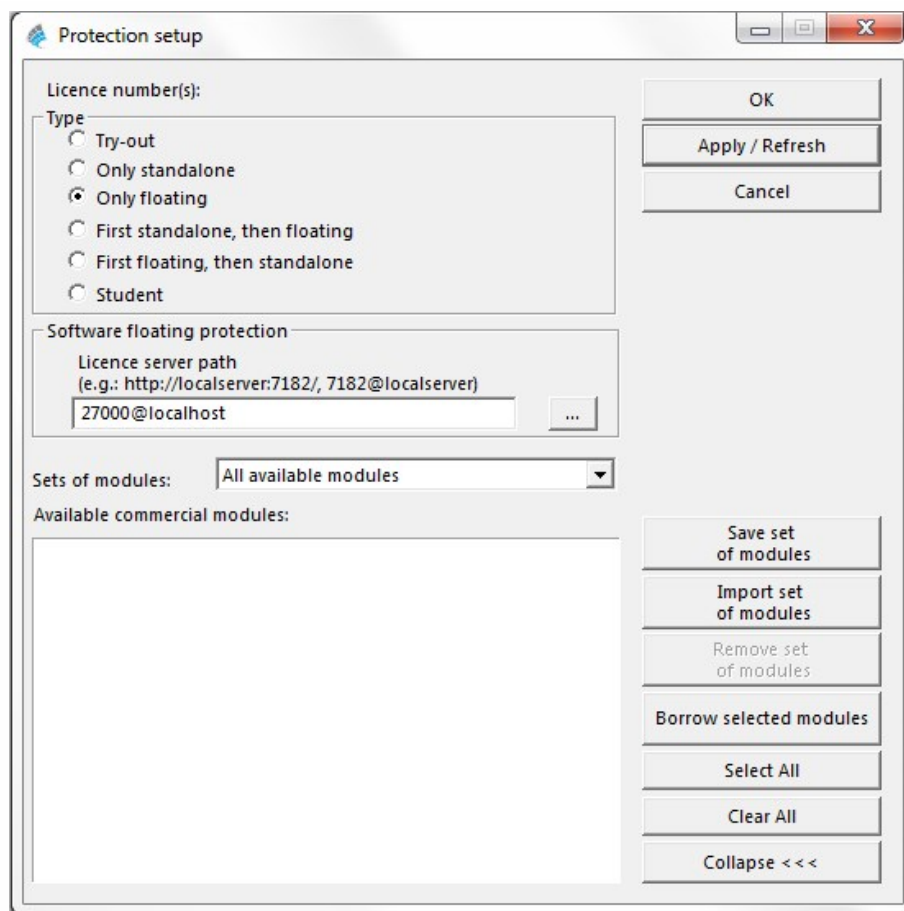 Protection setup
Licence number(s):
Type
Try-out
Only standalone
Only floating
First standalone, then floating
First floating, then standalone
Student
OK
Apply / Refresh
Cancel
Software floating protection
Licence server path
(e.g.: http://localserver:7182/, 7182@localserver)
27000@localhost
...
Sets of modules:
All available modules
Available commercial modules:
Save set
of modules
Import set
of modules
Remove set
of modules
Borrow selected modules
Select All
Clear All
Collapse <<<